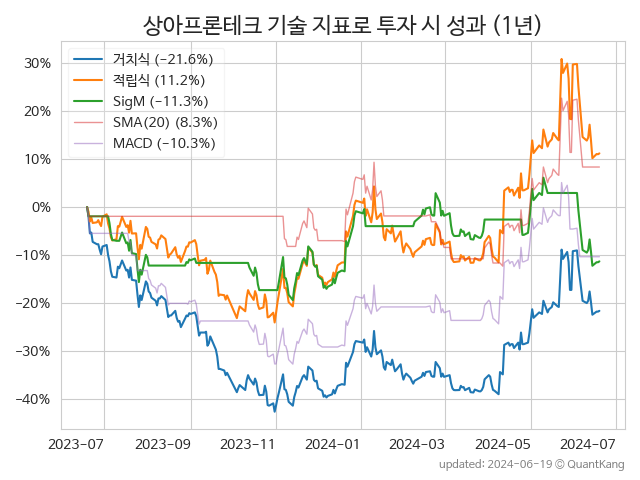 상아프론테크 기술 지표로 투자 시 성과 (1년)
거치식 (−21.6%)
적립식 (11.2%)
SigM (−11.3%)
SMA(20) (8.3%)
MACD (−10.3%)
30%
20%
10%
0%
−10%
−20%
−30%
−40%
2023-07 2023-09 2023-11 2024-01 2024-03 2024-05 2024-07
updated: 2024-06-19 © QuantKang